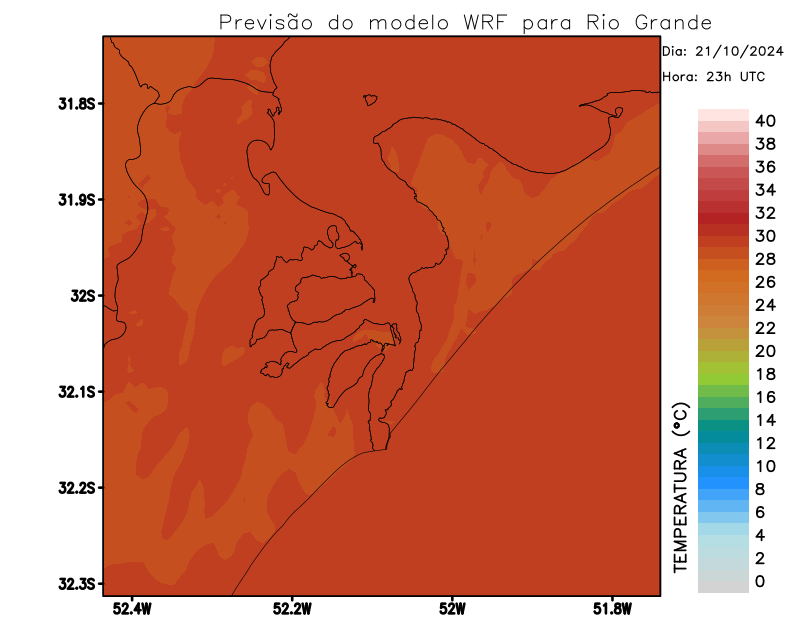 Previsão do modelo WRF para Rio Grande
Dia: 21/10/2024
Hora: 23h UTC
31.8S
31.9S
32S
32.1S
32.2S
32.3S
52.4W
52.2W
52W
51.8W
TEMPERATURA (°C)
40
38
36
34
32
30
28
26
24
22
20
18
16
14
12
10
8
6
4
2
0